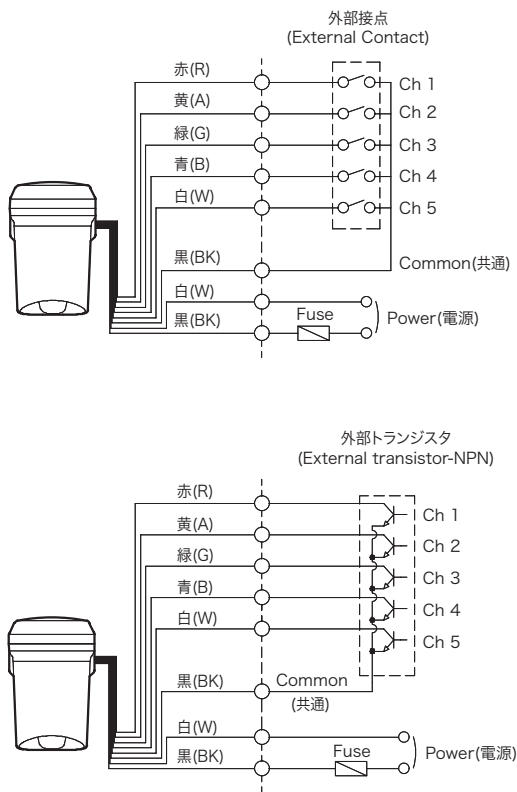 外部接点
(External Contact)
赤(R)
Ch 1
黄(A)
Ch 2
緑(G)
Ch 3
青(B)
Ch 4
白(W)
Ch 5
黒(BK)
Common(共通)
白(W)
Fuse
Power(電源)
黒(BK)
外部トランジスタ
(External transistor-NPN)
赤(R)
Ch 1
黄(A)
Ch 2
緑(G)
Ch 3
青(B)
Ch 4
白(W)
Ch 5
黒(BK)
Common
(共通)
白(W)
Fuse
Power(電源)
黒(BK)